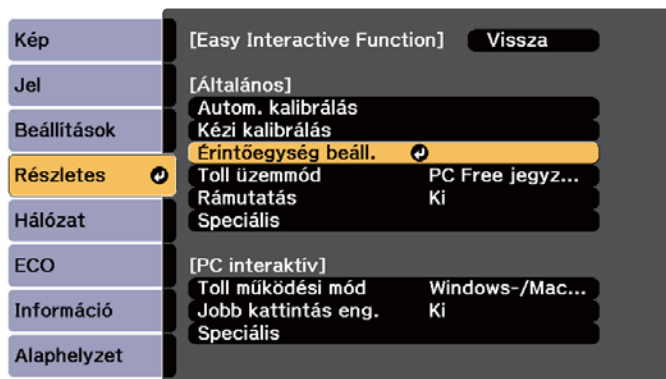 Kép
Jel
Beállítások
Részletes
Hálózat
ECO
Információ
Alaphelyzet
[Easy Interactive Function] Vissza
[Általános]
Autom. kalibrálás
Kézi kalibrálás
Érintőegység beáll.
Toll üzemmód PC Free jegyz...
Rámutatás Ki
Speciális
[PC interaktív]
Toll működési mód Windows-/Mac...
Jobb kattintás eng. Ki
Speciális